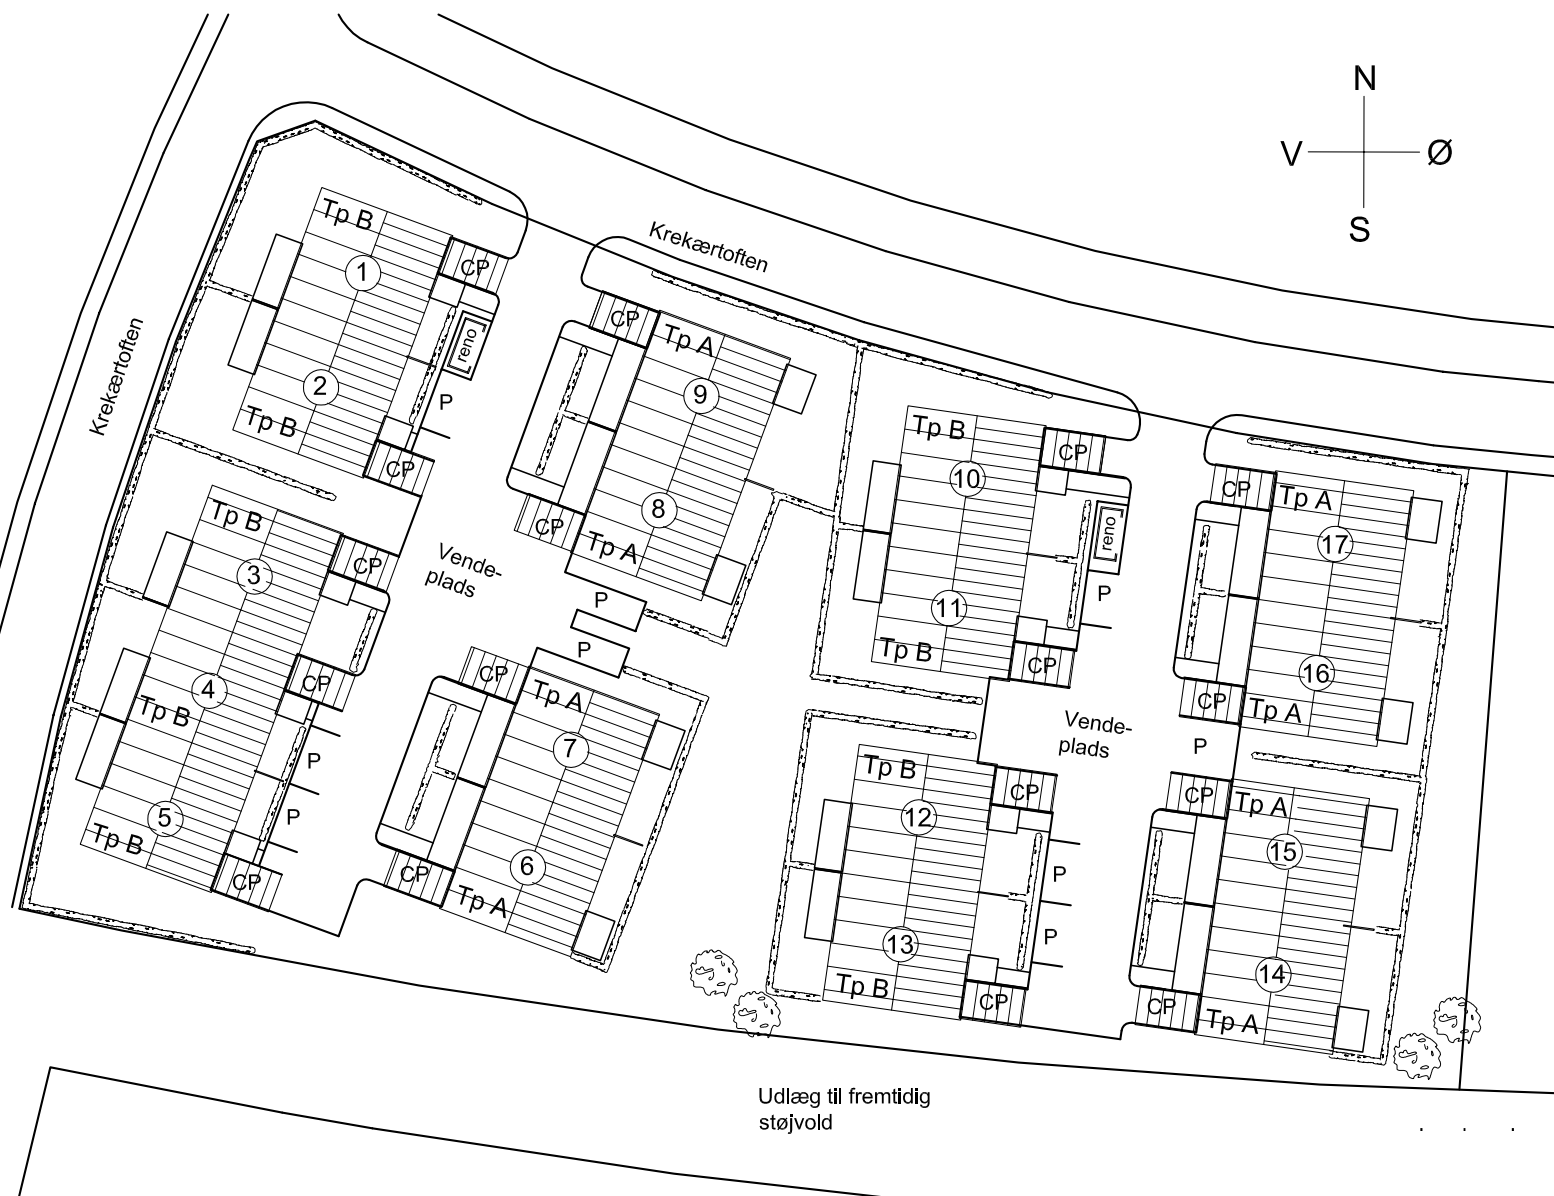 N
V
Ø
S
Krekærtoften
Krekærtoften
Tp B
1
CP
reno
2
P
Tp B
CP
CP
Tp A
9
8
CP
Tp A
Tp B
3
CP
Vende-
plads
P
P
4
CP
Tp B
P
P
5
Tp B
CP
CP
Tp A
7
6
CP
Tp A
Tp B
10
CP
reno
11
P
Tp B
CP
CP
Tp A
17
16
CP
Tp A
Vende-
plads
P
Tp B
12
CP
P
P
13
Tp B
CP
CP
Tp A
15
14
CP
Tp A
Udlæg til fremtidig
støjvold